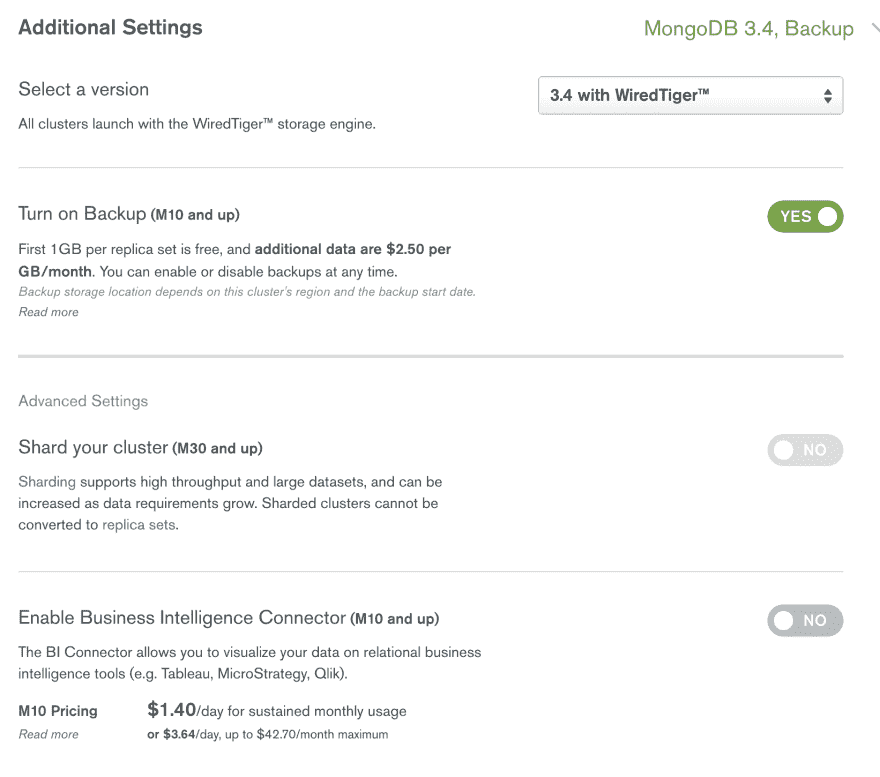 Additional Settings
MongoDB 3.4, Backup
Select a version
3.4 with WiredTiger™
All clusters launch with the WiredTiger™ storage engine.
Turn on Backup (M10 and up)
YES
First 1GB per replica set is free, and additional data are $2.50 per
GB/month. You can enable or disable backups at any time.
Backup storage location depends on this cluster's region and the backup start date.
Read more
Advanced Settings
Shard your cluster (M30 and up)
NO
Sharding supports high throughput and large datasets, and can be
increased as data requirements grow. Sharded clusters cannot be
converted to replica sets.
Enable Business Intelligence Connector (M10 and up)
NO
The BI Connector allows you to visualize your data on relational business
intelligence tools (e.g. Tableau, MicroStrategy, Qlik).
M10 Pricing
$1.40/day for sustained monthly usage
Read more
or $3.64/day, up to $42.70/month maximum